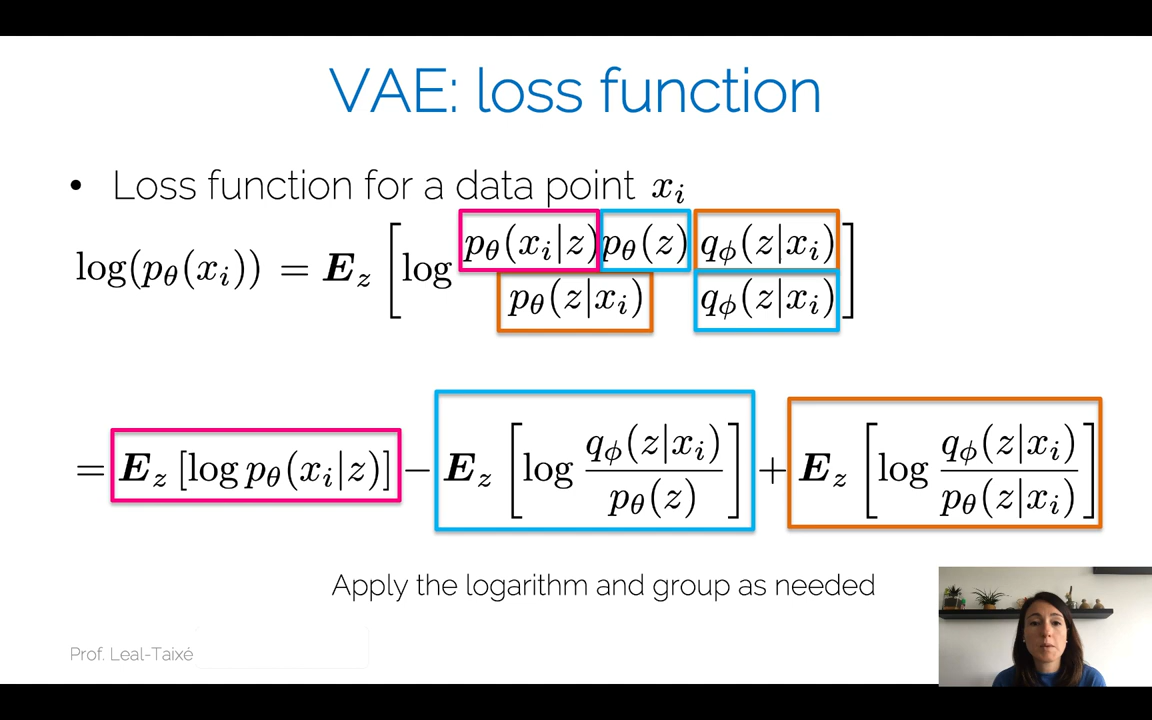 VAE: loss function
• Loss function for a data point x_i
log(p_θ(x_i)) = E_z [log p_θ(x_i|z) p_θ(z) / p_θ(z|x_i) q_ϕ(z|x_i) / q_ϕ(z|x_i)]
= E_z [log p_θ(x_i|z)] − E_z [log q_ϕ(z|x_i) / p_θ(z)] + E_z [log q_ϕ(z|x_i) / p_θ(z|x_i)]
Apply the logarithm and group as needed
Prof. Leal-Taixé